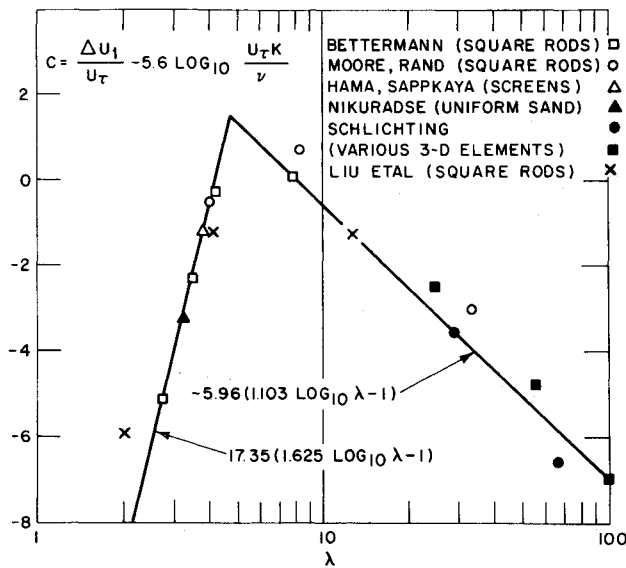 C = ΔU₁/U_τ -5.6 LOG₁₀ U_τK/ν
□ BETTERMANN (SQUARE RODS)
○ MOORE, RAND (SQUARE RODS)
△ HAMA, SAPPKAYA (SCREENS)
▲ NIKURADSE (UNIFORM SAND)
● SCHLICHTING
■ (VARIOUS 3-D ELEMENTS)
× LIU ETAL (SQUARE RODS)
2
0
-2
-4
-6
-8
-5.96(1.103 LOG₁₀ λ-1)
17.35(1.625 LOG₁₀ λ-1)
1
10
100
λ